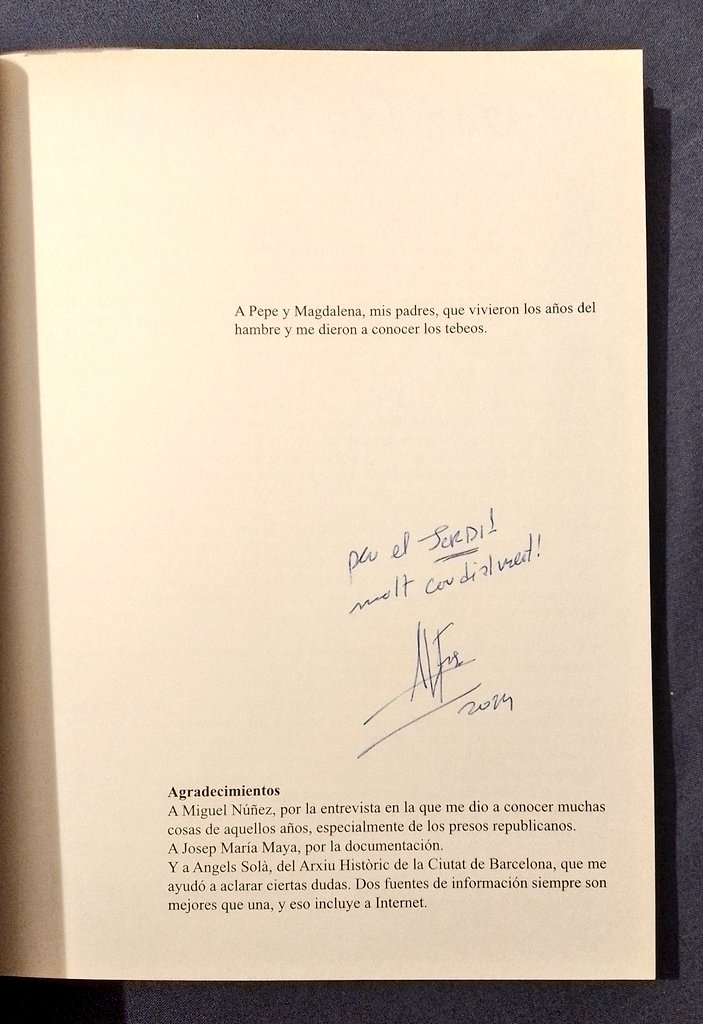 A Pepe y Magdalena, mis padres, que vivieron los años del
hambre y me dieron a conocer los tebeos.
per el JORDI!
molt cordialment!
2024
Agradecimientos
A Miguel Núñez, por la entrevista en la que me dio a conocer muchas
cosas de aquellos años, especialmente de los presos republicanos.
A Josep María Maya, por la documentación.
Y a Angels Solà, del Arxiu Històric de la Ciutat de Barcelona, que me
ayudó a aclarar ciertas dudas. Dos fuentes de información siempre son
mejores que una, y eso incluye a Internet.